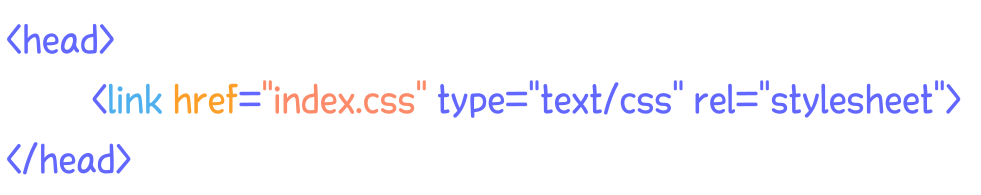 <head>
<link href="index.css" type="text/css" rel="stylesheet">
</head>